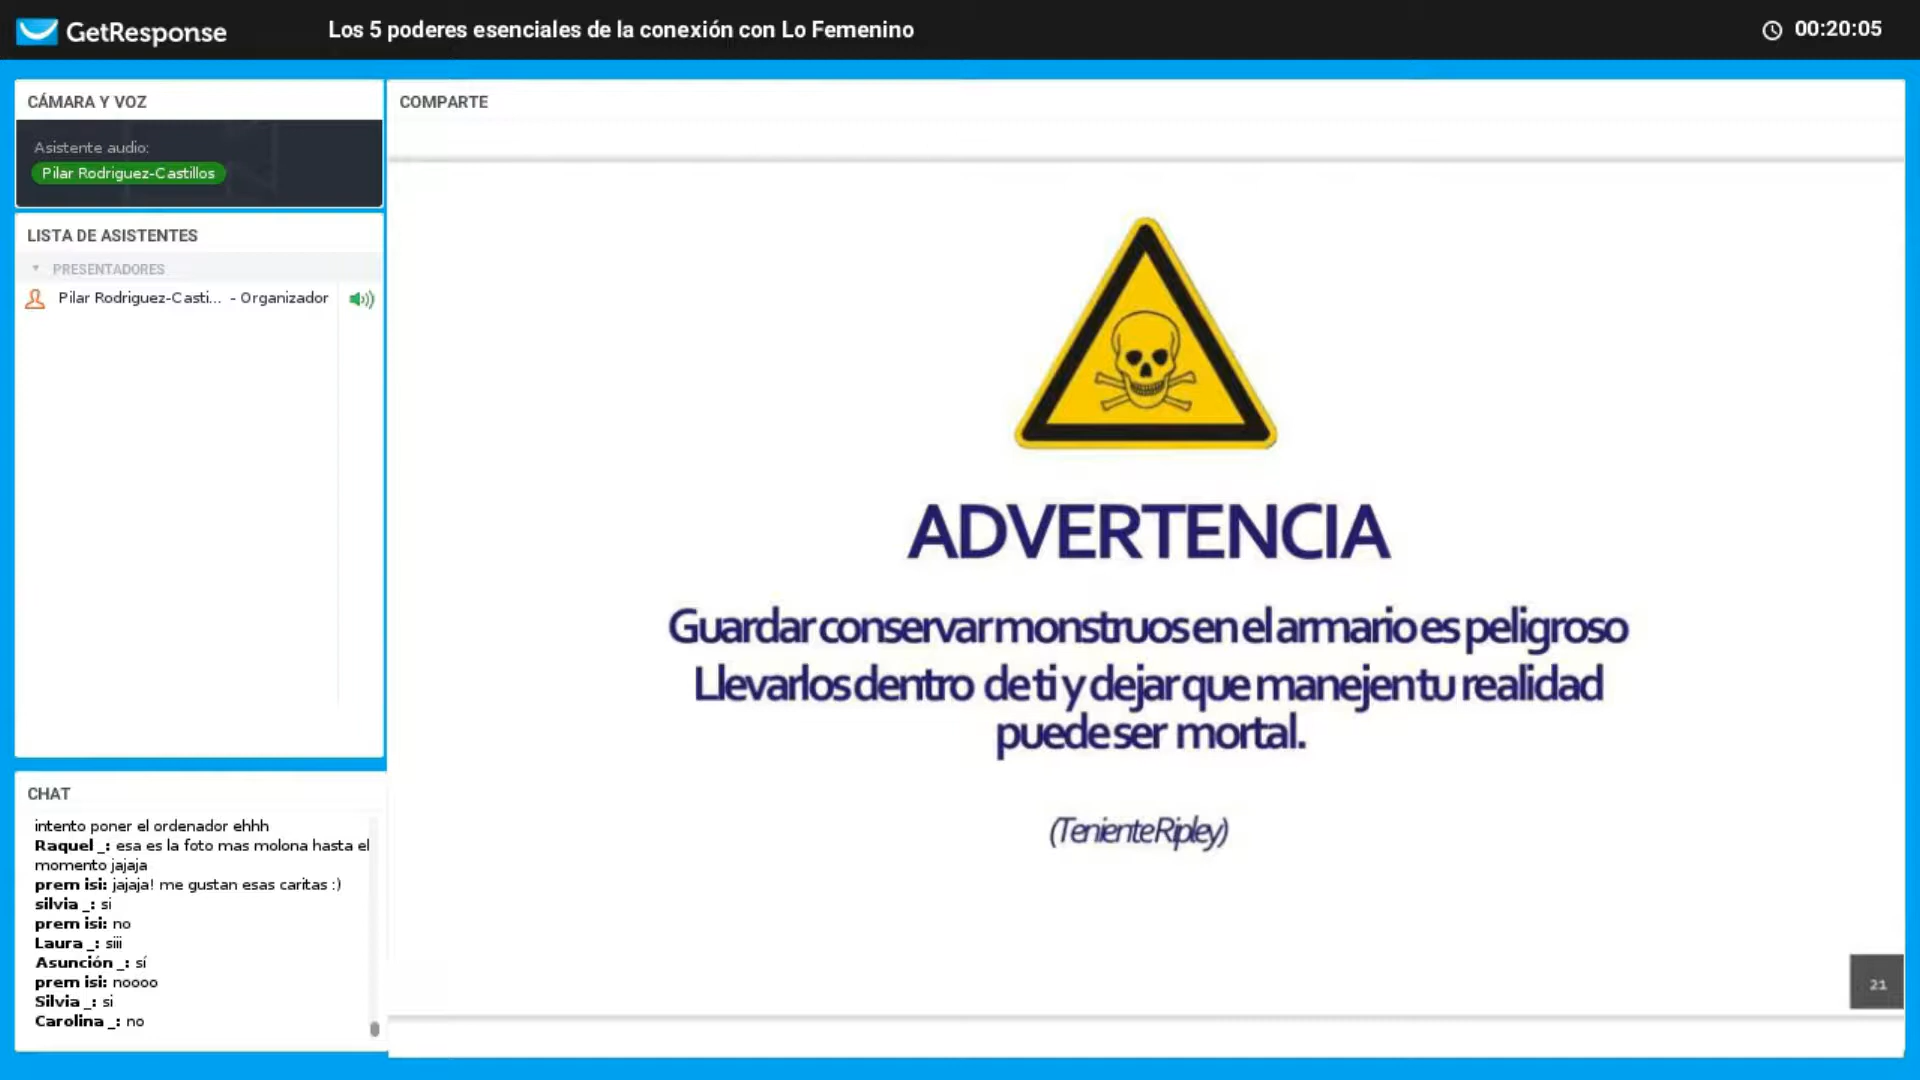 GetResponse
Los 5 poderes esenciales de la conexión con Lo Femenino
00:20:05
CÁMARA Y VOZ
Asistente audio:
Pilar Rodriguez-Castillos
LISTA DE ASISTENTES
PRESENTADORES
Pilar Rodriguez-Casti... - Organizador
CHAT
intento poner el ordenador ehhh
Raquel _: esa es la foto mas molona hasta el
momento jajaja
prem isi: jajaja! me gustan esas caritas :)
silvia _: si
prem isi: no
Laura _: siii
Asunción _: sí
prem isi: noooo
Silvia _: si
Carolina _: no
COMPARTE
ADVERTENCIA
Guardar conservar monstruos en el armario es peligroso
Llevarlos dentro de ti y dejar que manejen tu realidad
puede ser mortal.
(Teniente Ripley)
21